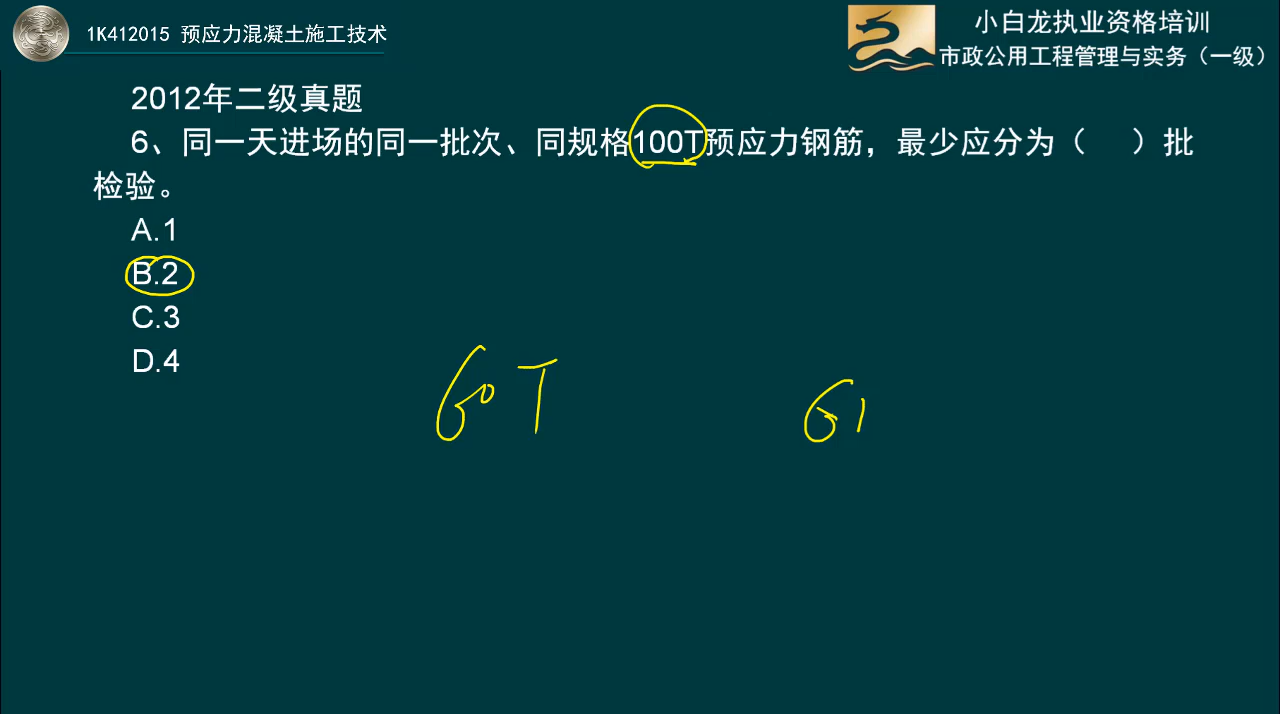 1K412015 预应力混凝土施工技术
小白龙执业资格培训
市政公用工程管理与实务（一级）
2012年二级真题
6、同一天进场的同一批次、同规格100T预应力钢筋，最少应分为（ ）批
检验。
A.1
B.2
C.3
D.4
60T
61